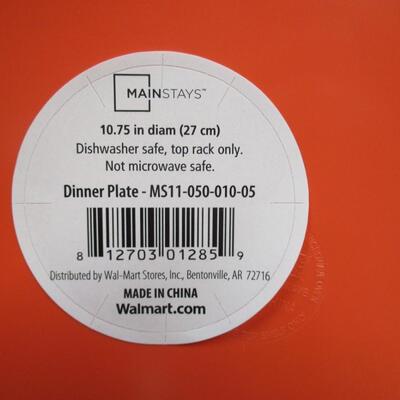 MAINSTAYS™
10.75 in diam (27 cm)
Dishwasher safe, top rack only.
Not microwave safe.
Dinner Plate - MS11-050-010-05
8 12703 01285 9
Distributed by Wal-Mart Stores, Inc., Bentonville, AR 72716
MADE IN CHINA
Walmart.com